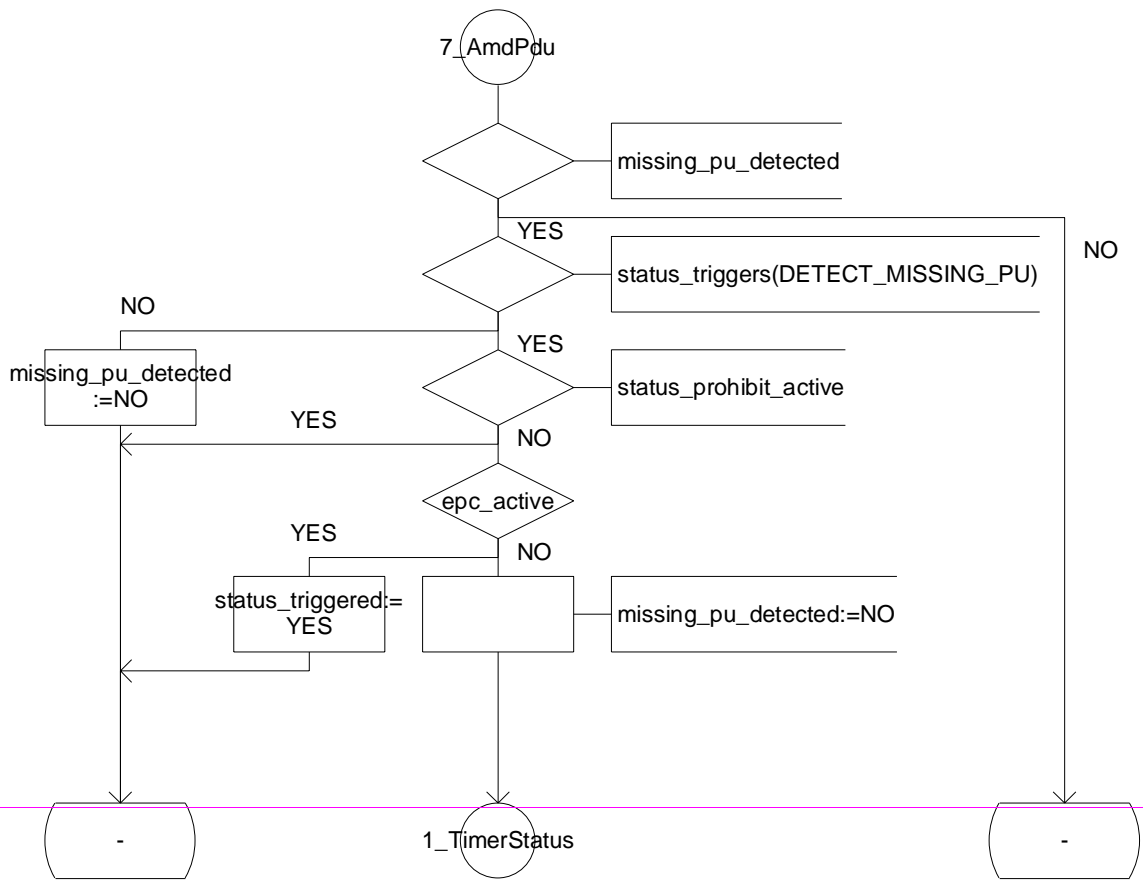 7_AmdPdu
missing_pu_detected
YES
NO
status_triggers(DETECT_MISSING_PU)
NO
YES
missing_pu_detected
:=NO
status_prohibit_active
YES
NO
epc_active
YES
NO
status_triggered:=
YES
missing_pu_detected:=NO
-
1_TimerStatus
-